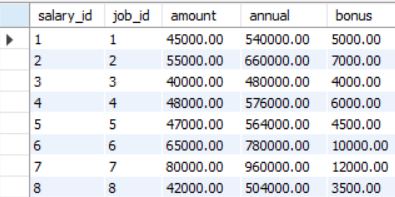 salary_id job_id amount annual bonus
1 1 45000.00 540000.00 5000.00
2 2 55000.00 660000.00 7000.00
3 3 40000.00 480000.00 4000.00
4 4 48000.00 576000.00 6000.00
5 5 47000.00 564000.00 4500.00
6 6 65000.00 780000.00 10000.00
7 7 80000.00 960000.00 12000.00
8 8 42000.00 504000.00 3500.00